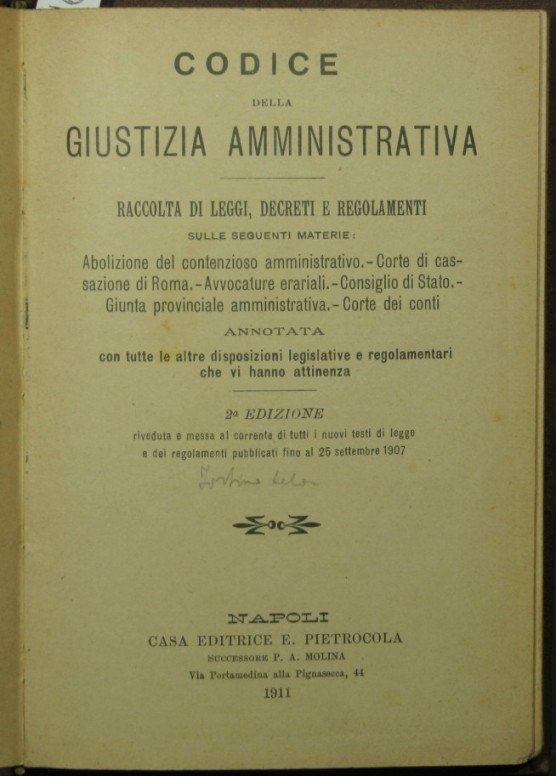 CODICE
DELLA
GIUSTIZIA AMMINISTRATIVA
RACCOLTA DI LEGGI, DECRETI E REGOLAMENTI
SULLE SEGUENTI MATERIE:
Abolizione del contenzioso amministrativo.-Corte di cas-
sazione di Roma.-Avvocature erariali.-Consiglio di Stato.-
Giunta provinciale amministrativa.-Corte dei conti
ANNOTATA
con tutte le altre disposizioni legislative e regolamentari
che vi hanno attinenza
2ª EDIZIONE
riveduta e messa al corrente di tutti i nuovi testi di legge
e dei regolamenti pubblicati fino al 25 settembre 1907
NAPOLI
CASA EDITRICE E. PIETROCOLA
SUCCESSORE P. A. MOLINA
Via Portamedina alla Pignasecca, 44
1911